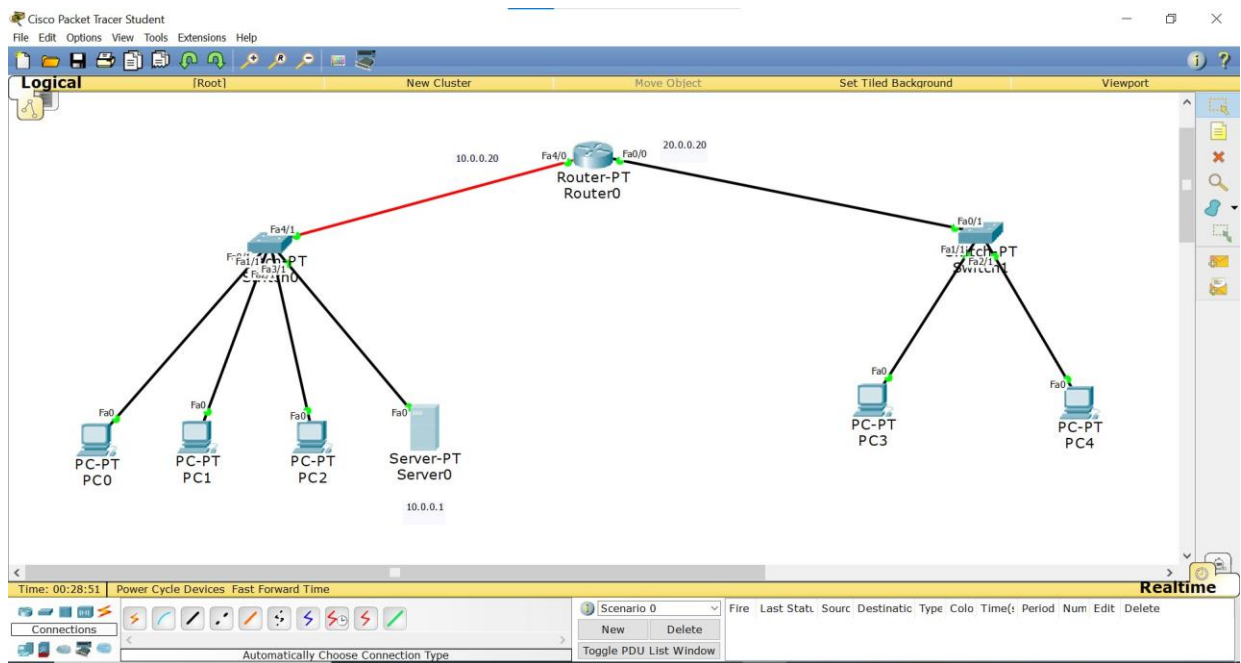 Cisco Packet Tracer Student
File Edit Options View Tools Extensions Help
Logical [Root] New Cluster Move Object Set Tiled Background Viewport
10.0.0.20
Fa4/0
Fa0/0
20.0.0.20
Router-PT
Router0
Fa4/1
Fa1/1
Fa3/1
Fa0/1
Fa1/1
Fa2/1
Switch1
Fa0
PC-PT
PC0
Fa0
PC-PT
PC1
Fa0
PC-PT
PC2
Fa0
Server-PT
Server0
10.0.0.1
Fa0
PC-PT
PC3
Fa0
PC-PT
PC4
Time: 00:28:51 Power Cycle Devices Fast Forward Time Realtime
Connections
Automatically Choose Connection Type
Scenario 0
New Delete
Toggle PDU List Window
Fire Last Statu Sourc Destinatic Type Colo Time(s Period Num Edit Delete